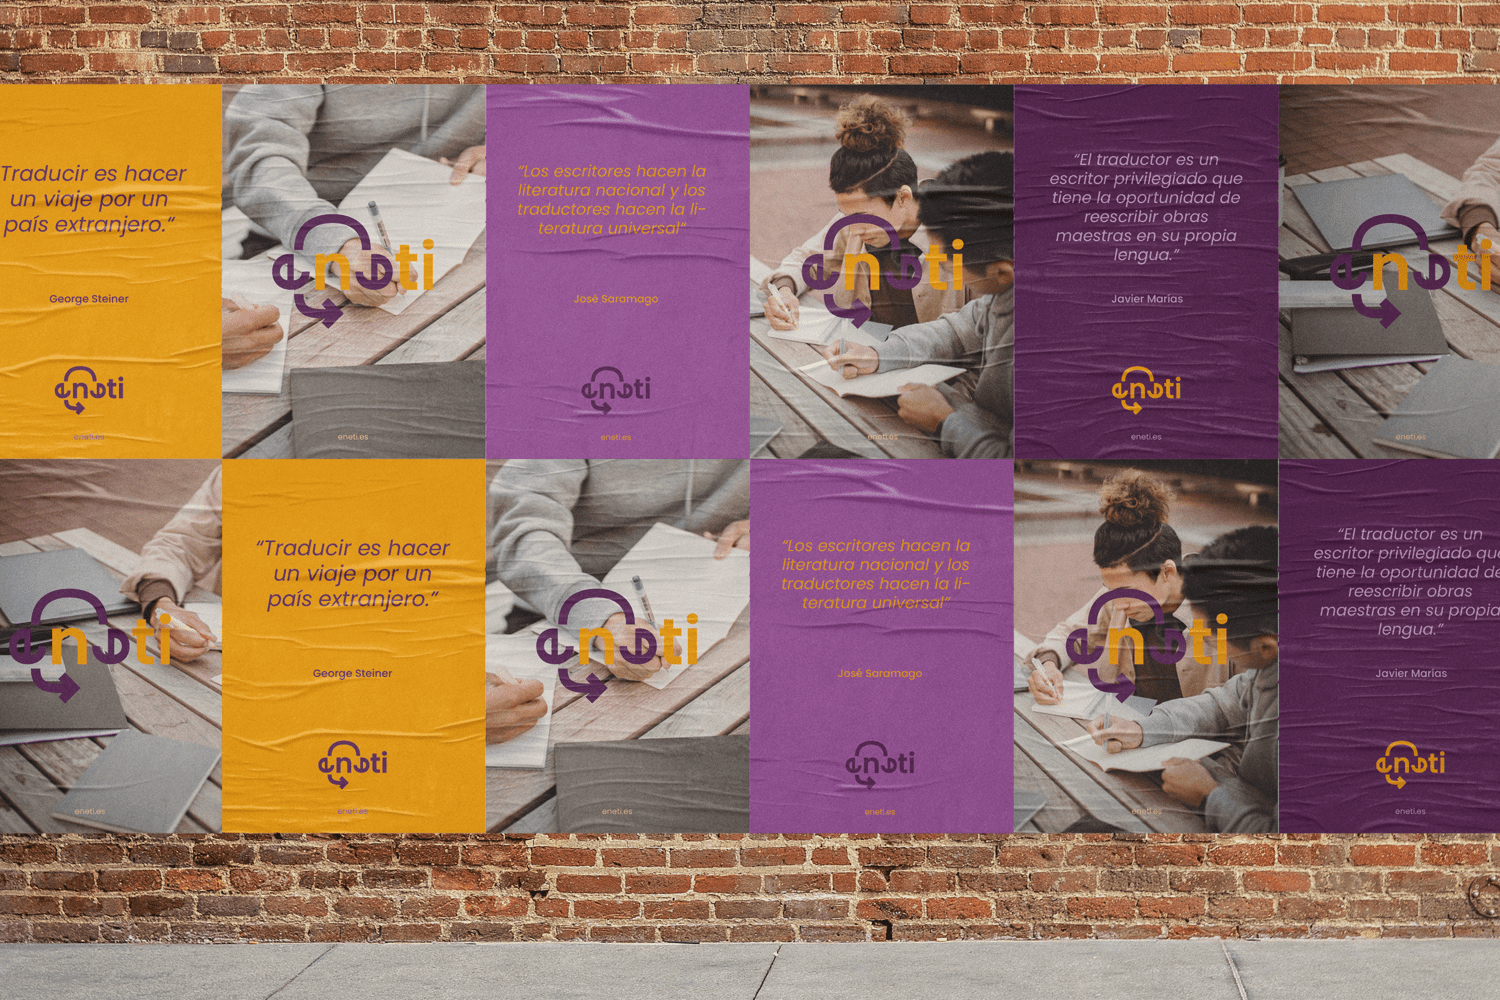 Traducir es hacer
un viaje por un
país extranjero.“
George Steiner
eneti
eneti.es
eneti
eneti.es
“Los escritores hacen la
literatura nacional y los
traductores hacen la li-
teratura universal”
José Saramago
eneti
eneti.es
eneti
eneti.es
“El traductor es un
escritor privilegiado que
tiene la oportunidad de
reescribir obras
maestras en su propia
lengua.”
Javier Marías
eneti
eneti.es
eneti
eneti.es
eneti
eneti.es
“Traducir es hacer
un viaje por un
país extranjero.“
George Steiner
eneti
eneti.es
eneti
eneti.es
“Los escritores hacen la
literatura nacional y los
traductores hacen la li-
teratura universal”
José Saramago
eneti
eneti.es
eneti
eneti.es
“El traductor es un
escritor privilegiado que
tiene la oportunidad de
reescribir obras
maestras en su propia
lengua.”
Javier Marías
eneti
eneti.es